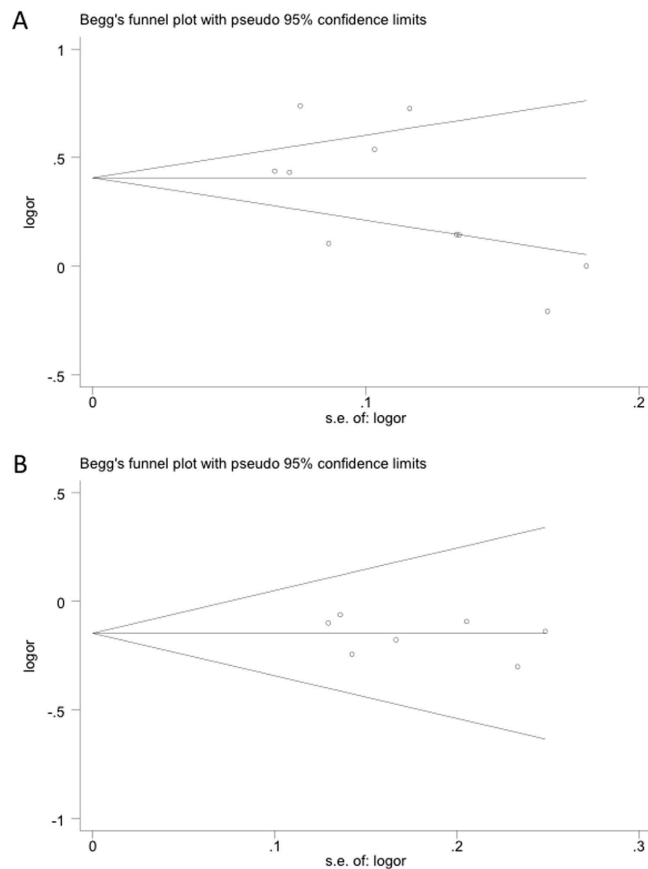 A
Begg's funnel plot with pseudo 95% confidence limits
1
.5
0
-.5
logor
0 .1 .2
s.e. of: logor
B
Begg's funnel plot with pseudo 95% confidence limits
.5
0
-.5
-1
logor
0 .1 .2 .3
s.e. of: logor